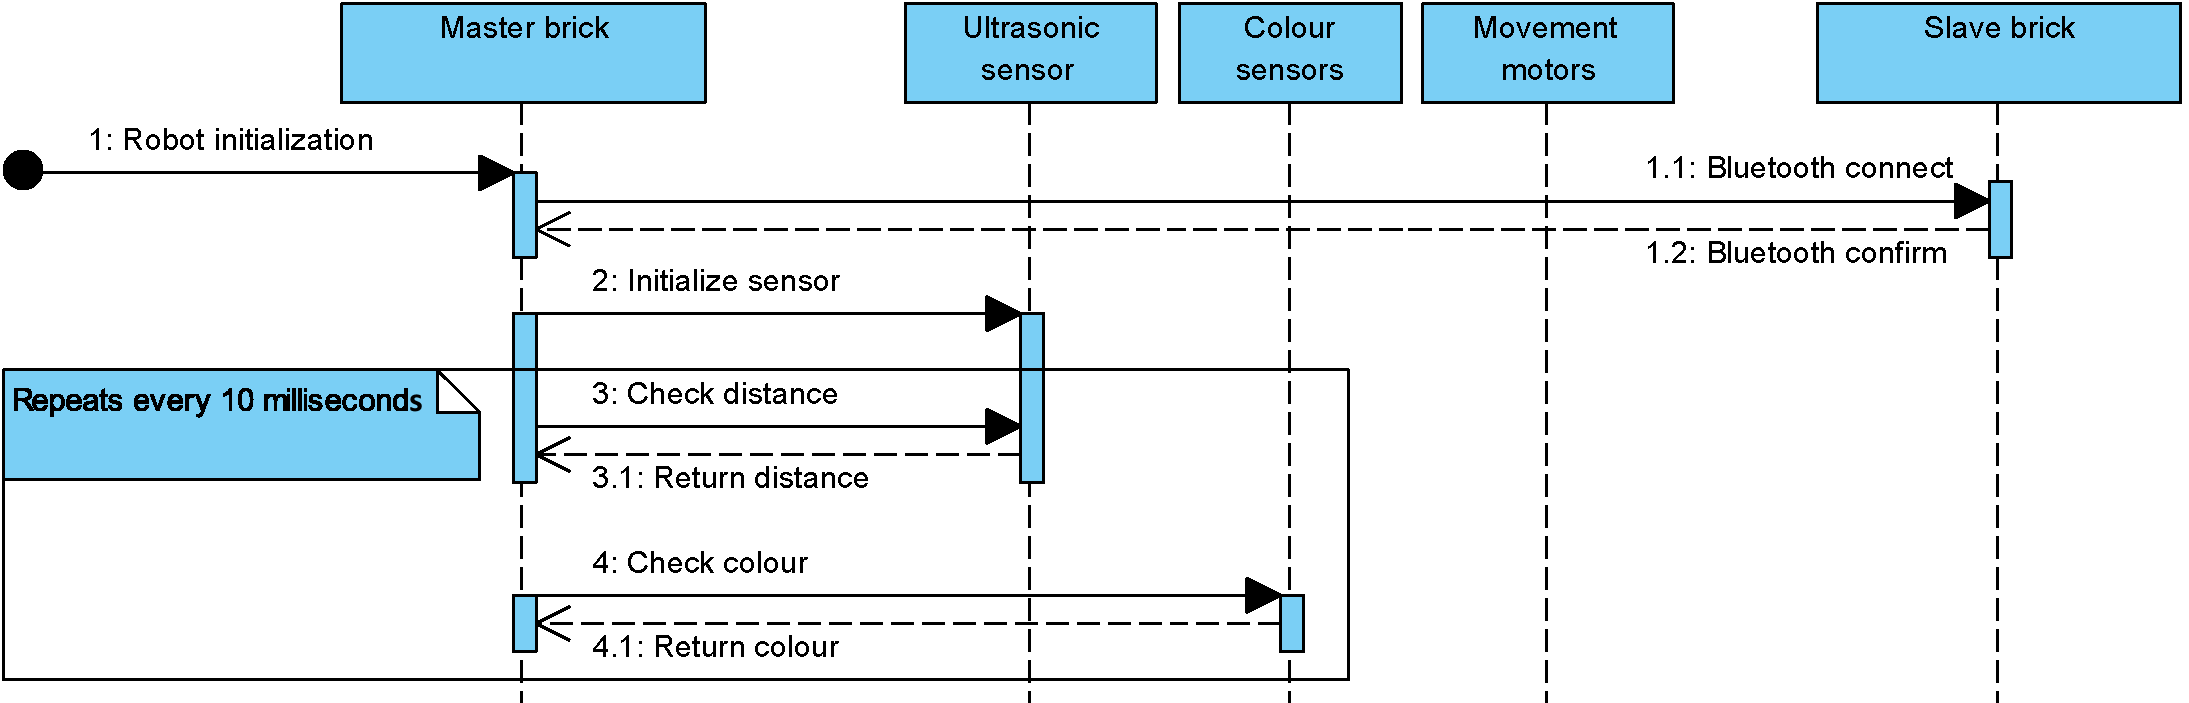 Master brick
Ultrasonic
sensor
Colour
sensors
Movement
motors
Slave brick
1: Robot initialization
1.1: Bluetooth connect
1.2: Bluetooth confirm
2: Initialize sensor
Repeats every 10 milliseconds
3: Check distance
3.1: Return distance
4: Check colour
4.1: Return colour